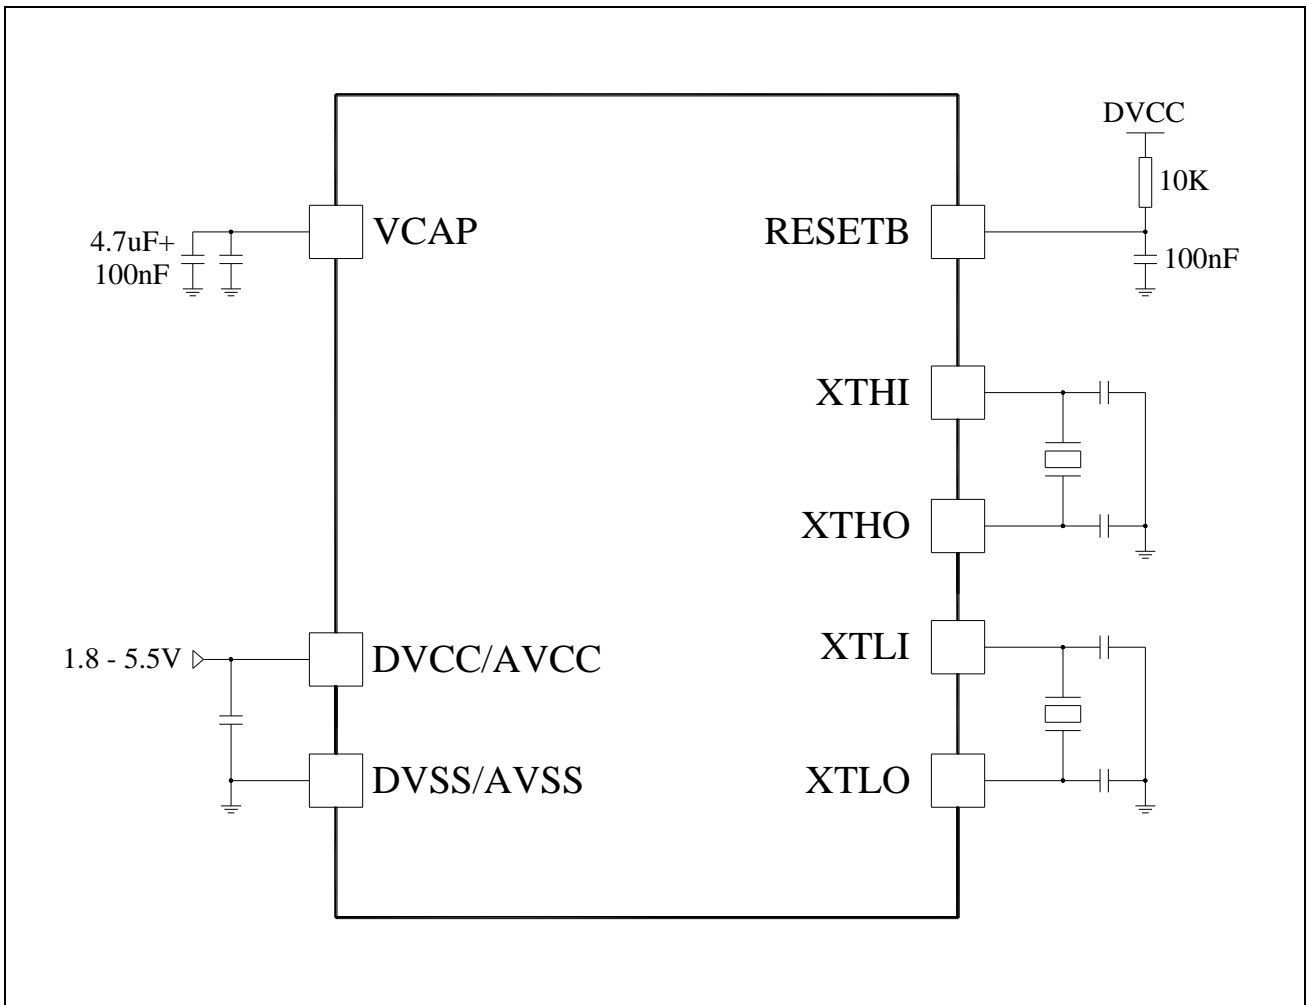 DVCC
10K
4.7uF+
100nF
VCAP
RESETB
100nF
XTHI
XTHO
1.8 - 5.5V
DVCC/AVCC
XTLI
DVSS/AVSS
XTLO